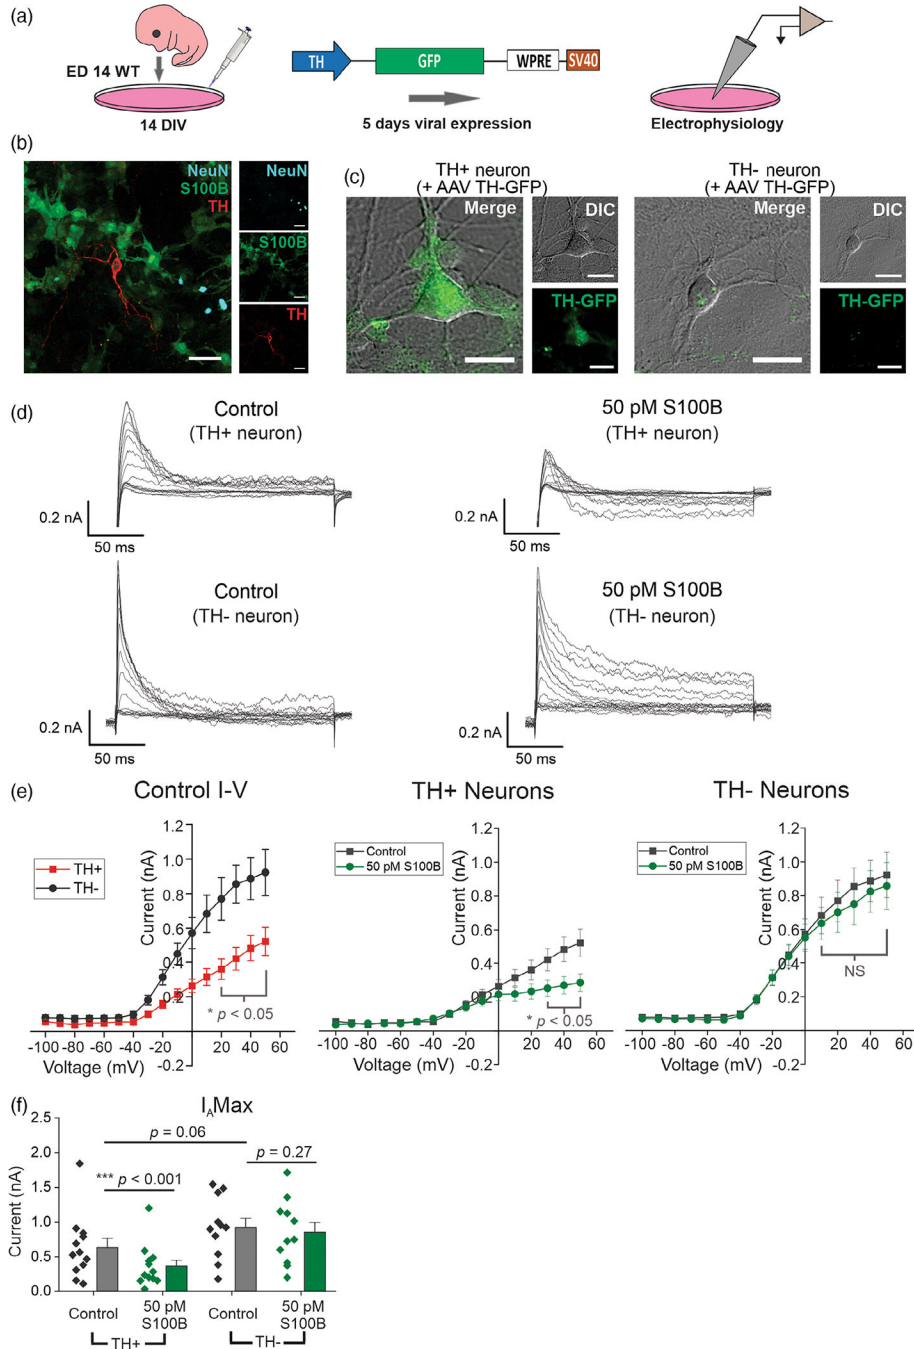 (a)
ED 14 WT
14 DIV
TH
GFP
WPRE
SV40
5 days viral expression
Electrophysiology
(b)
NeuN
S100B
TH
NeuN
S100B
TH
(c)
TH+ neuron
(+ AAV TH-GFP)
Merge
DIC
TH-GFP
TH- neuron
(+ AAV TH-GFP)
Merge
DIC
TH-GFP
(d)
Control
(TH+ neuron)
0.2 nA
50 ms
50 pM S100B
(TH+ neuron)
0.2 nA
50 ms
Control
(TH- neuron)
0.2 nA
50 ms
50 pM S100B
(TH- neuron)
0.2 nA
50 ms
(e)
Control I-V
TH+
TH-
Current (nA)
1.2
1.0
0.8
0.6
0.4
0.2
-0.2
* p < 0.05
-100 -80 -60 -40 -20 0 20 40 60
Voltage (mV)
TH+ Neurons
Control
50 pM S100B
Current (nA)
1.2
1.0
0.8
0.6
0.4
0.2
-0.2
* p < 0.05
-100 -80 -60 -40 -20 0 20 40 60
Voltage (mV)
TH- Neurons
Control
50 pM S100B
Current (nA)
1.2
1.0
0.8
0.6
0.4
0.2
-0.2
NS
-100 -80 -60 -40 -20 0 20 40 60
Voltage (mV)
(f)
IAMax
Current (nA)
2.5
2.0
1.5
1.0
0.5
0.0
p = 0.06
p = 0.27
*** p < 0.001
Control
50 pM
S100B
Control
50 pM
S100B
TH+
TH-